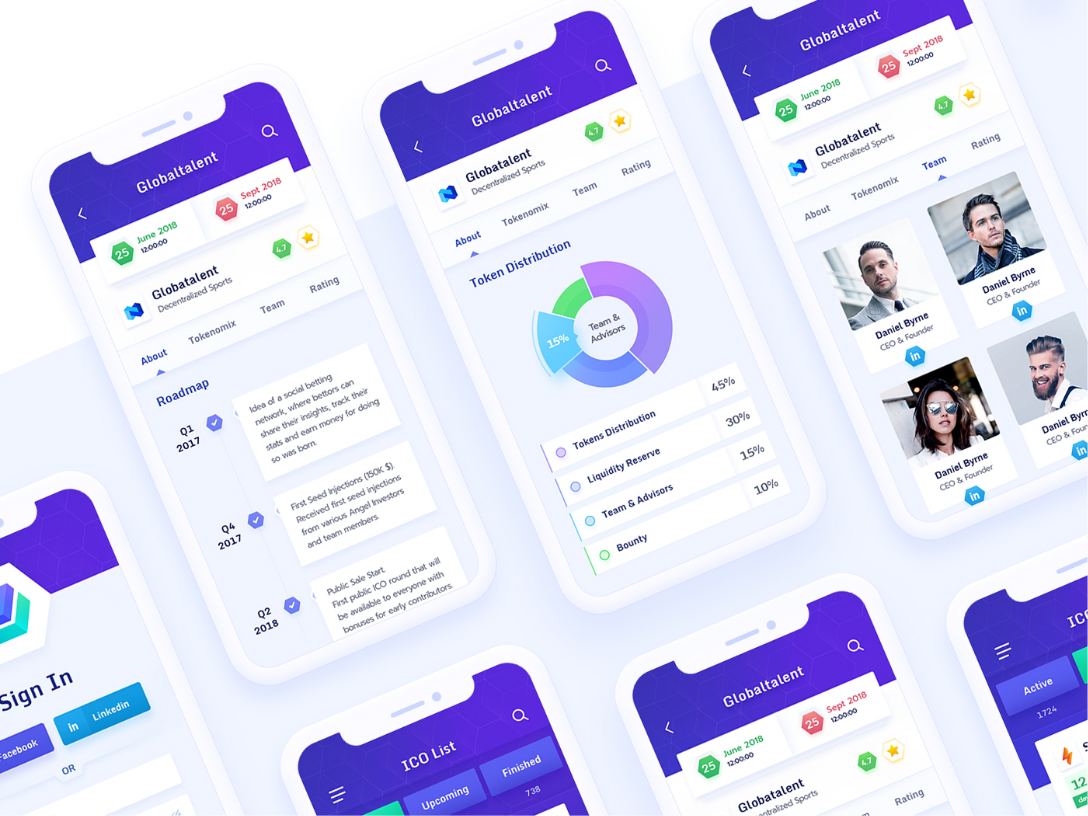 Globaltalent
25
June 2018
12:00:00
25
Sept 2018
12:00:00
Globatalent
Decentralized Sports
4.7
About
Tokenomix
Team
Rating
Roadmap
Q1
2017
Idea of a social betting
network, where bettors can
share their insights, track their
stats and earn money for doing
so was born.
Q4
2017
First Seed Injections (150K $).
Received first seed injections
from various Angel Investors
and team members.
Q2
2018
Public Sale Start.
First public ICO round that will
be available to everyone with
bonuses for early contributors.
Globaltalent
Globatalent
Decentralized Sports
4.7
About
Tokenomix
Team
Rating
Token Distribution
15%
Team &
Advisors
Tokens Distribution
45%
Liquidity Reserve
30%
Team & Advisors
15%
Bounty
10%
Globaltalent
25
June 2018
12:00:00
25
Sept 2018
12:00:00
Globatalent
Decentralized Sports
4.7
About
Tokenomix
Team
Rating
Daniel Byrne
CEO & Founder
in
Daniel Byrne
CEO & Founder
in
Daniel Byrne
CEO & Founder
in
Daniel Byrn
CEO & Foun
in
Sign In
Facebook
in
Linkedin
OR
ICO List
Upcoming
Finished
738
Globaltalent
25
June 2018
12:00:00
25
Sept 2018
12:00:00
Globatalent
Decentralized Sports
4.7
Rating
ICO
Active
1724
12